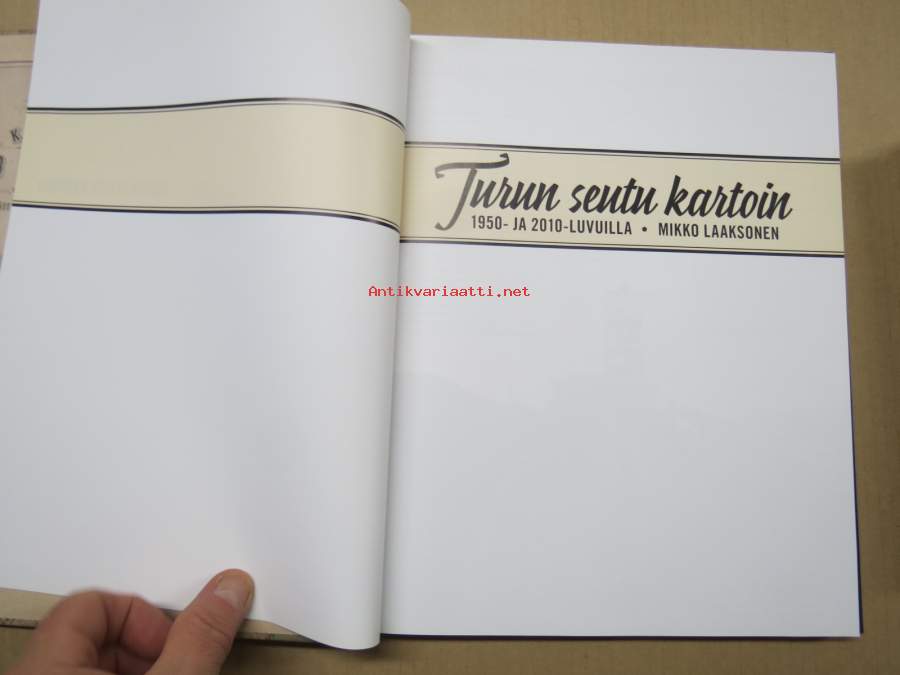 Turun seutu kartoin
1950- JA 2010-LUVUILLA • MIKKO LAAKSONEN
Antikvariaatti.net